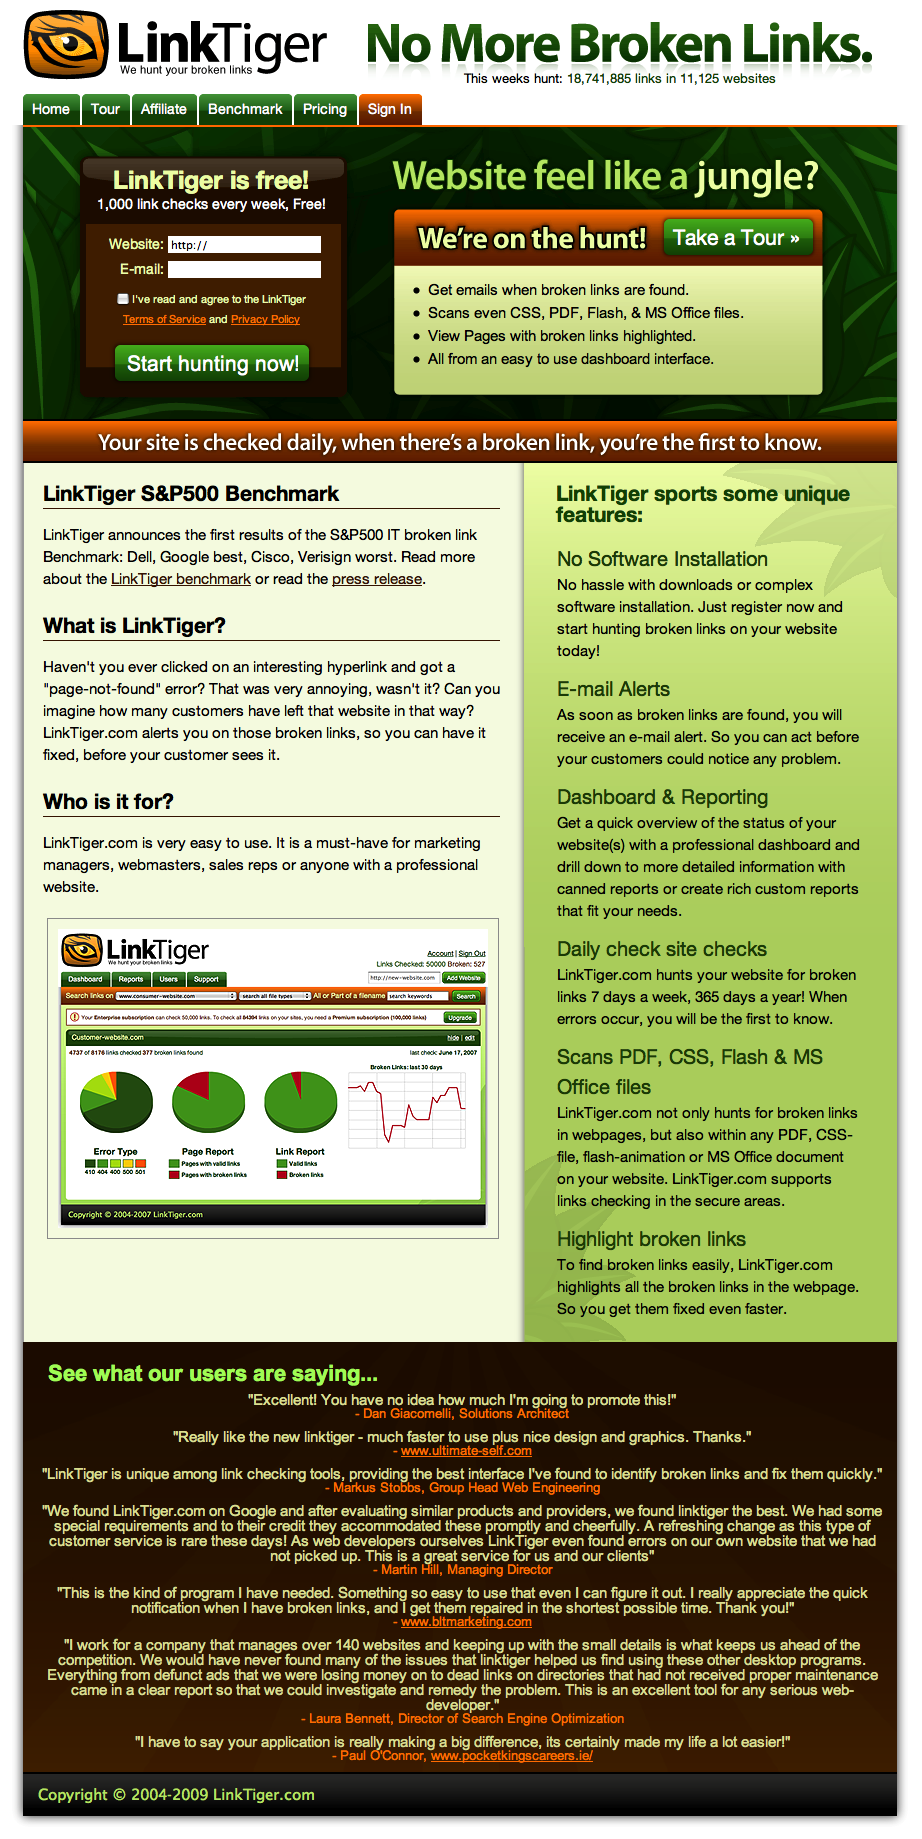 LinkTiger
We hunt your broken links
No More Broken Links.
This weeks hunt: 18,741,885 links in 11,125 websites
Home Tour Affiliate Benchmark Pricing Sign In
LinkTiger is free!
1,000 link checks every week, Free!
Website: http://
E-mail:
I've read and agree to the LinkTiger
Terms of Service and Privacy Policy
Start hunting now!
Website feel like a jungle?
We're on the hunt! Take a Tour »
• Get emails when broken links are found.
• Scans even CSS, PDF, Flash, & MS Office files.
• View Pages with broken links highlighted.
• All from an easy to use dashboard interface.
Your site is checked daily, when there's a broken link, you're the first to know.
LinkTiger S&P500 Benchmark
LinkTiger announces the first results of the S&P500 IT broken link
Benchmark: Dell, Google best, Cisco, Verisign worst. Read more
about the LinkTiger benchmark or read the press release.
What is LinkTiger?
Haven't you ever clicked on an interesting hyperlink and got a
"page-not-found" error? That was very annoying, wasn't it? Can you
imagine how many customers have left that website in that way?
LinkTiger.com alerts you on those broken links, so you can have it
fixed, before your customer sees it.
Who is it for?
LinkTiger.com is very easy to use. It is a must-have for marketing
managers, webmasters, sales reps or anyone with a professional
website.
LinkTiger
We hunt your broken links
Account | Sign Out
Links Checked: 50000 Broken: 527
Dashboard Reports Users Support
http://new-website.com Add Website
Search links on www.consumer-website.com search all file types All or Part of a filename search keywords Search
Your Enterprise subscription can check 50,000 links. To check all 84394 links on your sites, you need a Premium subscription (100,000 links) Upgrade
Customer-website.com hide | edit
4737 of 8176 links checked 377 broken links found last check: June 17, 2007
Broken Links: last 30 days
Error Type
410 404 400 500 501
Page Report
Pages with valid links
Pages with broken links
Link Report
Valid links
Broken links
Copyright © 2004-2007 LinkTiger.com
LinkTiger sports some unique
features:
No Software Installation
No hassle with downloads or complex
software installation. Just register now and
start hunting broken links on your website
today!
E-mail Alerts
As soon as broken links are found, you will
receive an e-mail alert. So you can act before
your customers could notice any problem.
Dashboard & Reporting
Get a quick overview of the status of your
website(s) with a professional dashboard and
drill down to more detailed information with
canned reports or create rich custom reports
that fit your needs.
Daily check site checks
LinkTiger.com hunts your website for broken
links 7 days a week, 365 days a year! When
errors occur, you will be the first to know.
Scans PDF, CSS, Flash & MS
Office files
LinkTiger.com not only hunts for broken links
in webpages, but also within any PDF, CSS-
file, flash-animation or MS Office document
on your website. LinkTiger.com supports
links checking in the secure areas.
Highlight broken links
To find broken links easily, LinkTiger.com
highlights all the broken links in the webpage.
So you get them fixed even faster.
See what our users are saying...
"Excellent! You have no idea how much I'm going to promote this!"
- Dan Giacomelli, Solutions Architect
"Really like the new linktiger - much faster to use plus nice design and graphics. Thanks."
- www.ultimate-self.com
"LinkTiger is unique among link checking tools, providing the best interface I've found to identify broken links and fix them quickly."
- Markus Stobbs, Group Head Web Engineering
"We found LinkTiger.com on Google and after evaluating similar products and providers, we found linktiger the best. We had some
special requirements and to their credit they accommodated these promptly and cheerfully. A refreshing change as this type of
customer service is rare these days! As web developers ourselves LinkTiger even found errors on our own website that we had
not picked up. This is a great service for us and our clients"
- Martin Hill, Managing Director
"This is the kind of program I have needed. Something so easy to use that even I can figure it out. I really appreciate the quick
notification when I have broken links, and I get them repaired in the shortest possible time. Thank you!"
- www.bltmarketing.com
"I work for a company that manages over 140 websites and keeping up with the small details is what keeps us ahead of the
competition. We would have never found many of the issues that linktiger helped us find using these other desktop programs.
Everything from defunct ads that we were losing money on to dead links on directories that had not received proper maintenance
came in a clear report so that we could investigate and remedy the problem. This is an excellent tool for any serious web-
developer."
- Laura Bennett, Director of Search Engine Optimization
"I have to say your application is really making a big difference, its certainly made my life a lot easier!"
- Paul O'Connor, www.pocketkingscareers.ie/
Copyright © 2004-2009 LinkTiger.com